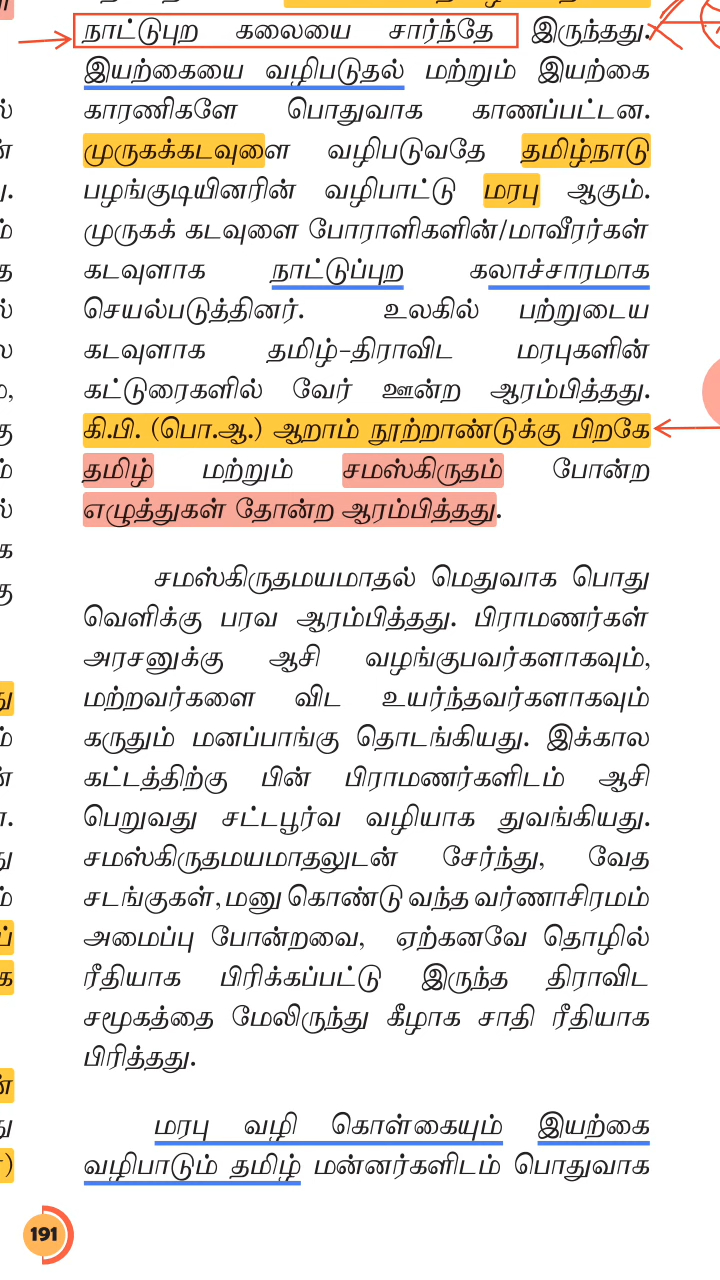 நாட்டுபுற கலையை சார்ந்தே இருந்தது.
இயற்கையை வழிபடுதல் மற்றும் இயற்கை
காரணிகளே பொதுவாக காணப்பட்டன.
முருகக்கடவுளை வழிபடுவதே தமிழ்நாடு
பழங்குடியினரின் வழிபாட்டு மரபு ஆகும்.
முருகக் கடவுளை போராளிகளின்/மாவீரர்கள்
கடவுளாக நாட்டுப்புற கலாச்சாரமாக
செயல்படுத்தினர். உலகில் பற்றுடைய
கடவுளாக தமிழ்-திராவிட மரபுகளின்
கட்டுரைகளில் வேர் ஊன்ற ஆரம்பித்தது.
கி.பி. (பொ.ஆ.) ஆறாம் நூற்றாண்டுக்கு பிறகே
தமிழ் மற்றும் சமஸ்கிருதம் போன்ற
எழுத்துகள் தோன்ற ஆரம்பித்தது.
சமஸ்கிருதமயமாதல் மெதுவாக பொது
வெளிக்கு பரவ ஆரம்பித்தது. பிராமணர்கள்
அரசனுக்கு ஆசி வழங்குபவர்களாகவும்,
மற்றவர்களை விட உயர்ந்தவர்களாகவும்
கருதும் மனப்பாங்கு தொடங்கியது. இக்கால
கட்டத்திற்கு பின் பிராமணர்களிடம் ஆசி
பெறுவது சட்டபூர்வ வழியாக துவங்கியது.
சமஸ்கிருதமயமாதலுடன் சேர்ந்து, வேத
சடங்குகள், மனு கொண்டு வந்த வர்ணாசிரமம்
அமைப்பு போன்றவை, ஏற்கனவே தொழில்
ரீதியாக பிரிக்கப்பட்டு இருந்த திராவிட
சமூகத்தை மேலிருந்து கீழாக சாதி ரீதியாக
பிரித்தது.
மரபு வழி கொள்கையும் இயற்கை
வழிபாடும் தமிழ் மன்னர்களிடம் பொதுவாக
191